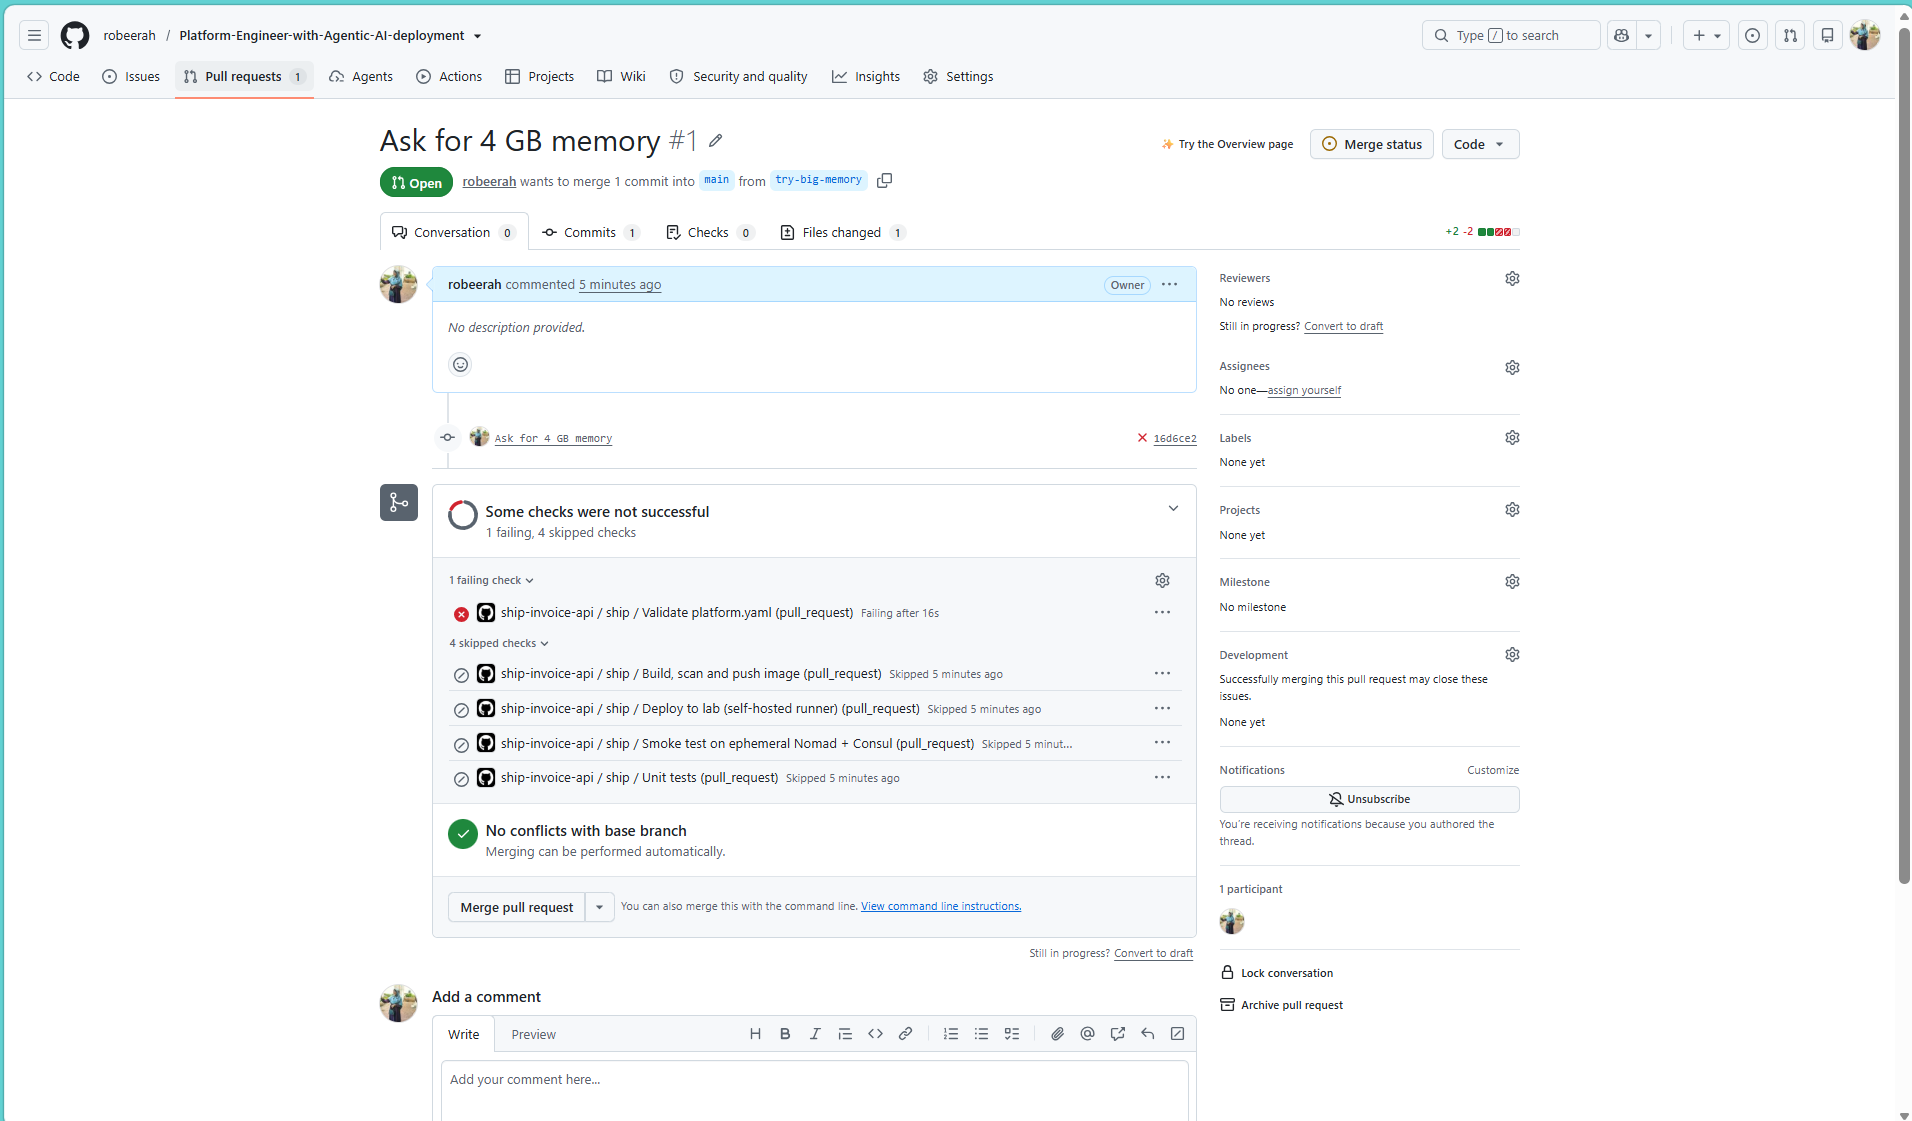 robeerah / Platform-Engineer-with-Agentic-AI-deployment
Type / to search
Code
Issues
Pull requests 1
Agents
Actions
Projects
Wiki
Security and quality
Insights
Settings
Ask for 4 GB memory #1
Try the Overview page
Merge status
Code
Open
robeerah wants to merge 1 commit into main from try-big-memory
Conversation 0
Commits 1
Checks 0
Files changed 1
+2 -2
robeerah commented 5 minutes ago
Owner
No description provided.
Ask for 4 GB memory
16d6ce2
Some checks were not successful
1 failing, 4 skipped checks
1 failing check
ship-invoice-api / ship / Validate platform.yaml (pull_request) Failing after 16s
4 skipped checks
ship-invoice-api / ship / Build, scan and push image (pull_request) Skipped 5 minutes ago
ship-invoice-api / ship / Deploy to lab (self-hosted runner) (pull_request) Skipped 5 minutes ago
ship-invoice-api / ship / Smoke test on ephemeral Nomad + Consul (pull_request) Skipped 5 minut...
ship-invoice-api / ship / Unit tests (pull_request) Skipped 5 minutes ago
No conflicts with base branch
Merging can be performed automatically.
Merge pull request
You can also merge this with the command line. View command line instructions.
Still in progress? Convert to draft
Add a comment
Write
Preview
Add your comment here...
Reviewers
No reviews
Still in progress? Convert to draft
Assignees
No one—assign yourself
Labels
None yet
Projects
None yet
Milestone
No milestone
Development
Successfully merging this pull request may close these
issues.
None yet
Notifications
Customize
Unsubscribe
You're receiving notifications because you authored the
thread.
1 participant
Lock conversation
Archive pull request